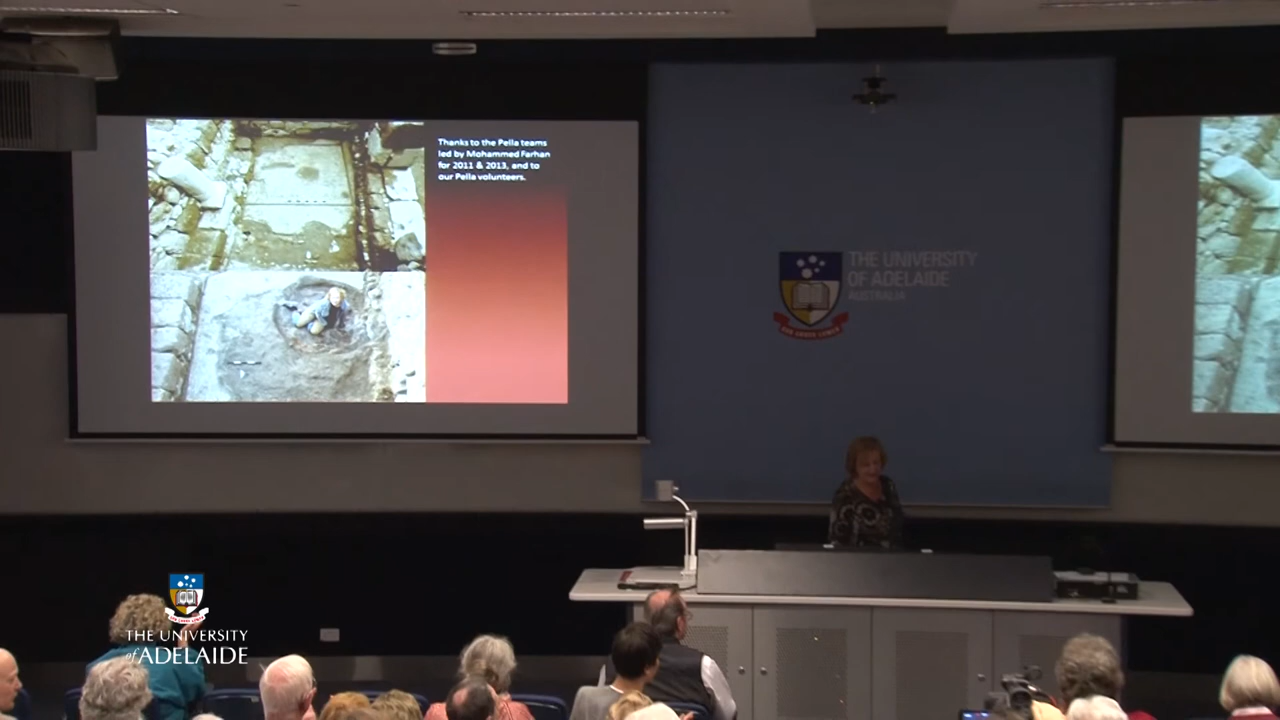 Thanks to the Pella teams
led by Mohammed Farhan
for 2011 & 2013, and to
our Pella volunteers.
THE UNIVERSITY
OF ADELAIDE
AUSTRALIA
THE UNIVERSITY
of ADELAIDE